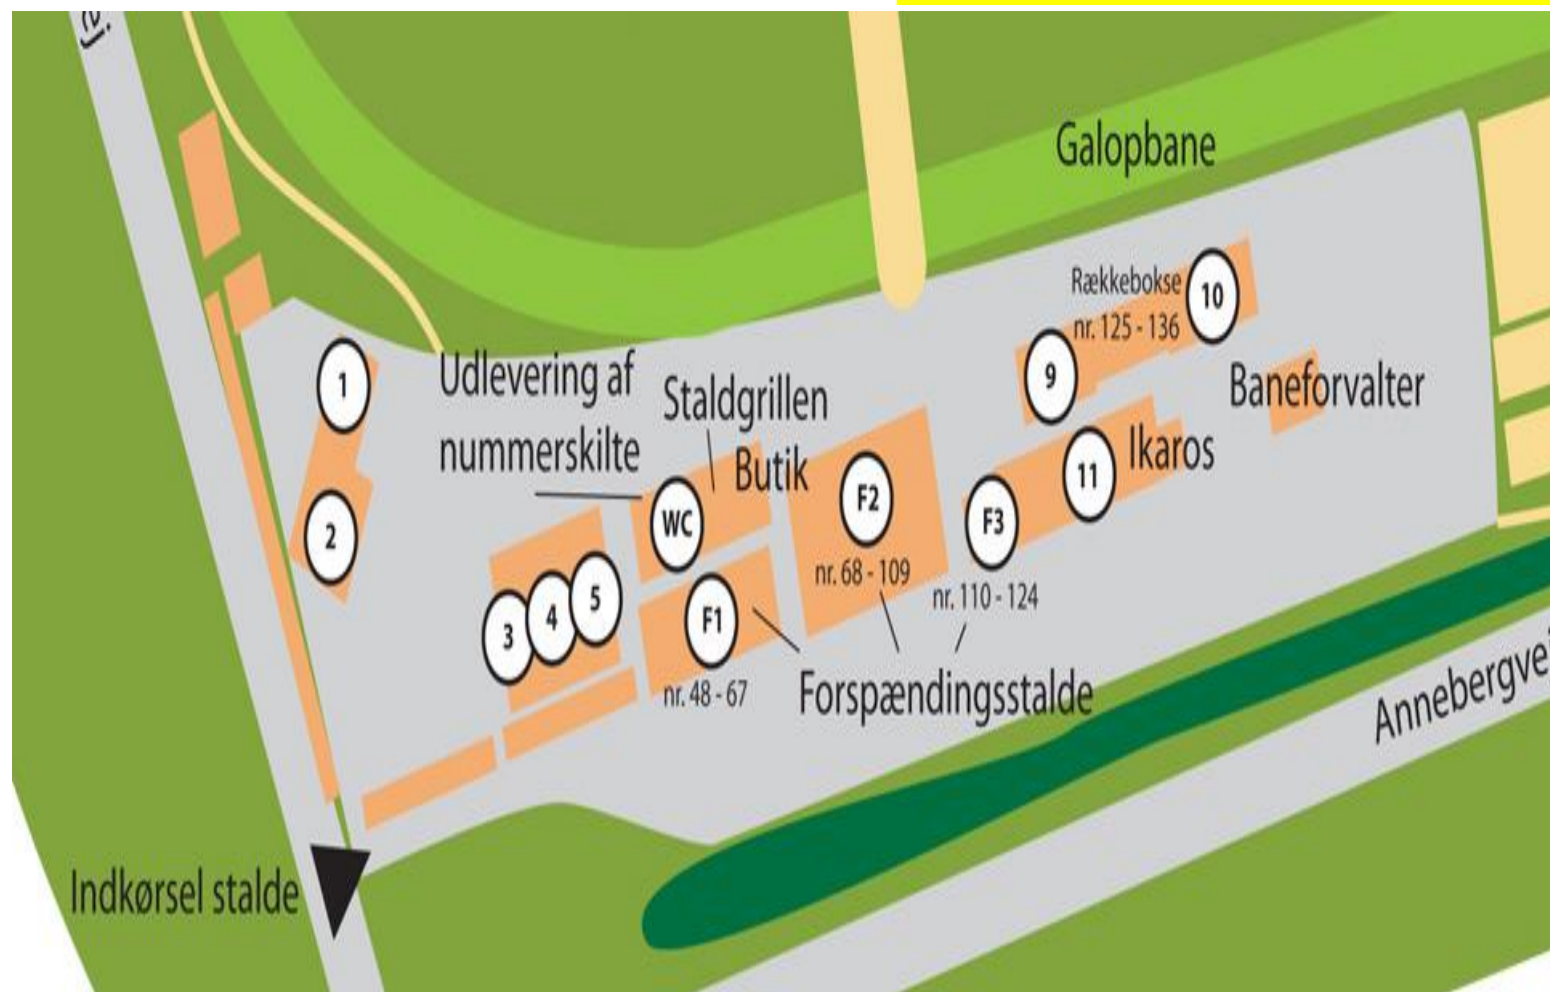 Galopbane
Rækkebokse
nr. 125 - 136
10
9
1
Udlevering af
nummerskilte
Staldgrillen
Butik
Baneforvalter
Ikaros
11
F2
F3
WC
2
nr. 68 - 109
nr. 110 - 124
5
4
3
F1
nr. 48 - 67
Forspændingsstalde
Indkørsel stalde